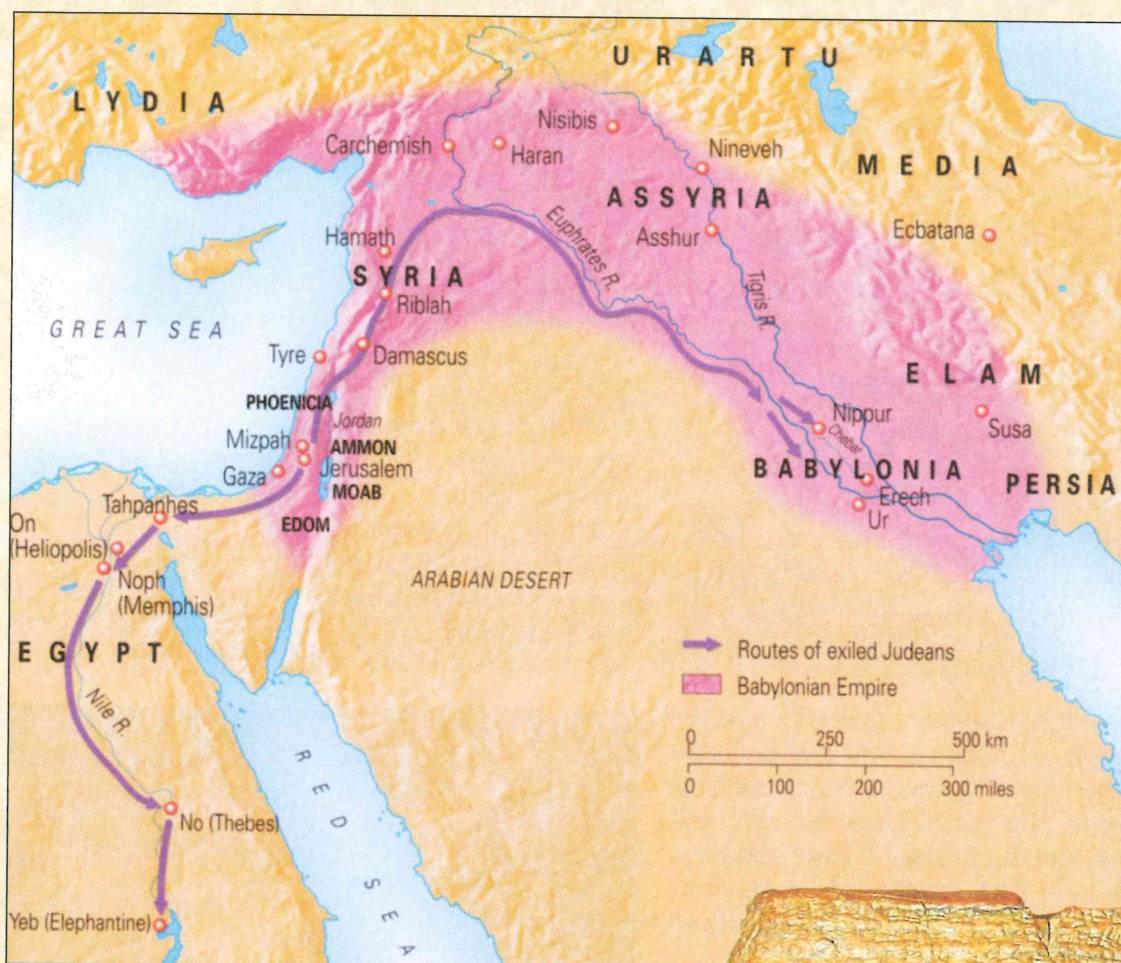 URARTU
LYDIA
Nisibis
Carchemish
Haran
Nineveh
MEDIA
ASSYRIA
Ecbatana
Hamath
Euphrates R.
Asshur
SYRIA
Tigris R.
Riblah
GREAT SEA
Tyre
Damascus
ELAM
PHOENICIA
Jordan
Nippur
Chebar
Susa
Mizpah
AMMON
Jerusalem
Gaza
MOAB
BABYLONIA
PERSIA
Erech
Ur
Tahpanhes
EDOM
On
(Heliopolis)
Noph
(Memphis)
ARABIAN DESERT
EGYPT
Routes of exiled Judeans
Babylonian Empire
Nile R.
0 250 500 km
0 100 200 300 miles
RED SEA
No (Thebes)
Yeb (Elephantine)